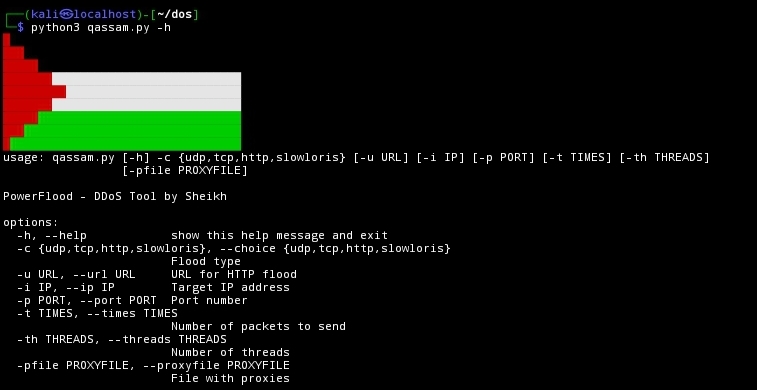 ┌──(kali㉿localhost)-[~/dos]
└─$ python3 qassam.py -h
usage: qassam.py [-h] -c {udp,tcp,http,slowloris} [-u URL] [-i IP] [-p PORT] [-t TIMES] [-th THREADS]
[-pfile PROXYFILE]
PowerFlood - DDoS Tool by Sheikh
options:
-h, --help            show this help message and exit
-c {udp,tcp,http,slowloris}, --choice {udp,tcp,http,slowloris}
Flood type
-u URL, --url URL     URL for HTTP flood
-i IP, --ip IP        Target IP address
-p PORT, --port PORT  Port number
-t TIMES, --times TIMES
Number of packets to send
-th THREADS, --threads THREADS
Number of threads
-pfile PROXYFILE, --proxyfile PROXYFILE
File with proxies